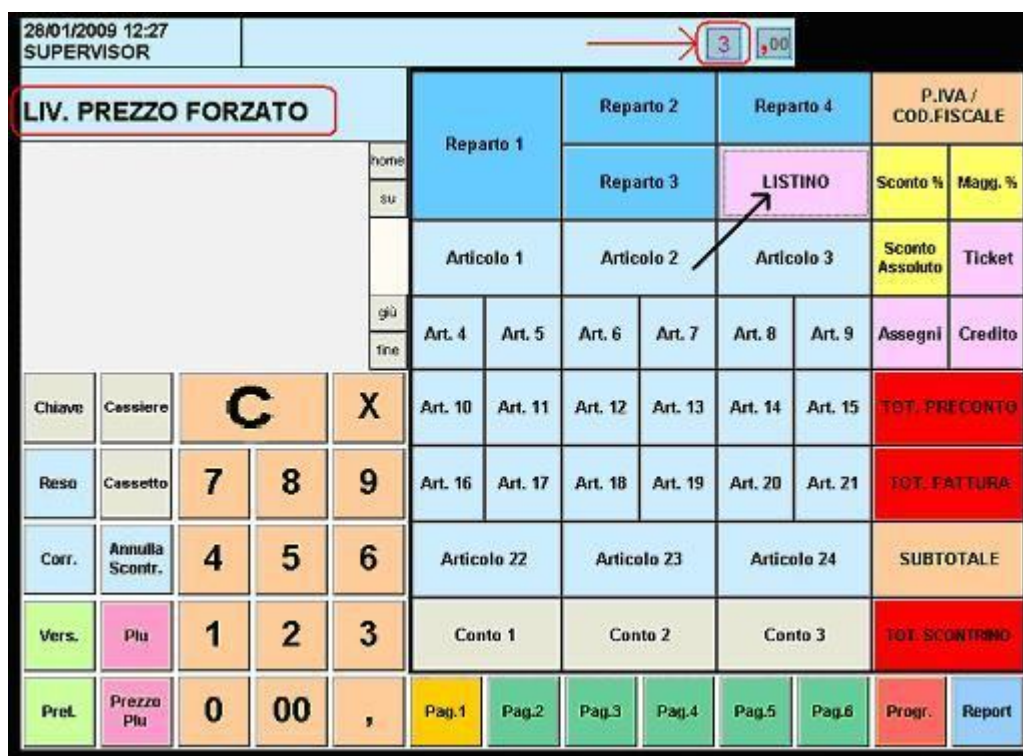 28/01/2009 12:27
SUPERVISOR
3 ,00
LIV. PREZZO FORZATO
Reparto 1
Reparto 2
Reparto 4
P.IVA /
COD.FISCALE
home
su
Reparto 3
LISTINO
Sconto %
Magg. %
Articolo 1
Articolo 2
Articolo 3
Sconto
Assoluto
Ticket
giù
fine
Art. 4
Art. 5
Art. 6
Art. 7
Art. 8
Art. 9
Assegni
Credito
Chiave
Cassiere
C
X
Art. 10
Art. 11
Art. 12
Art. 13
Art. 14
Art. 15
TOT. PRECONTO
Reso
Cassetto
7
8
9
Art. 16
Art. 17
Art. 18
Art. 19
Art. 20
Art. 21
TOT. FATTURA
Corr.
Annulla
Scontr.
4
5
6
Articolo 22
Articolo 23
Articolo 24
SUBTOTALE
Vers.
Plu
1
2
3
Conto 1
Conto 2
Conto 3
TOT. SCONTRINO
Prel.
Prezzo
Plu
0
00
,
Pag.1
Pag.2
Pag.3
Pag.4
Pag.5
Pag.6
Progr.
Report